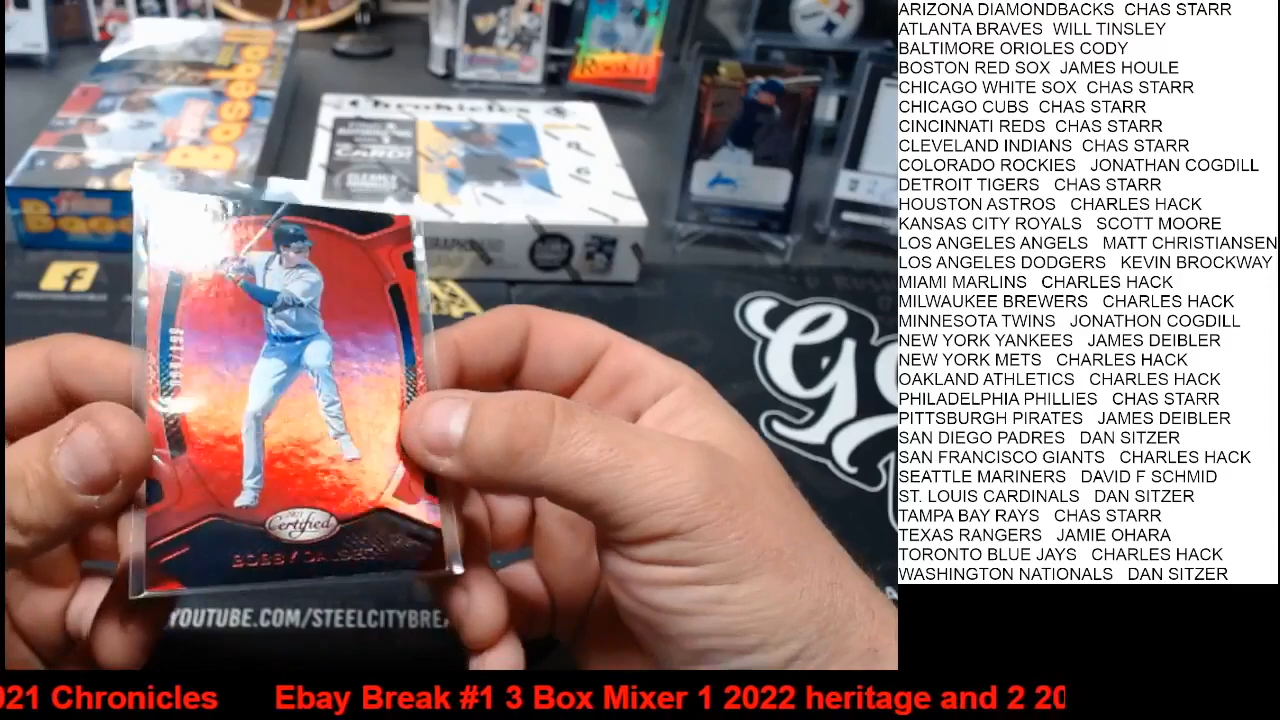 ARIZONA DIAMONDBACKS CHAS STARR
ATLANTA BRAVES WILL TINSLEY
BALTIMORE ORIOLES CODY
BOSTON RED SOX JAMES HOULE
CHICAGO WHITE SOX CHAS STARR
CHICAGO CUBS CHAS STARR
CINCINNATI REDS CHAS STARR
CLEVELAND INDIANS CHAS STARR
COLORADO ROCKIES JONATHAN COGDILL
DETROIT TIGERS CHAS STARR
HOUSTON ASTROS CHARLES HACK
KANSAS CITY ROYALS SCOTT MOORE
LOS ANGELES ANGELS MATT CHRISTIANSEN
LOS ANGELES DODGERS KEVIN BROCKWAY
MIAMI MARLINS CHARLES HACK
MILWAUKEE BREWERS CHARLES HACK
MINNESOTA TWINS JONATHON COGDILL
NEW YORK YANKEES JAMES DEIBLER
NEW YORK METS CHARLES HACK
OAKLAND ATHLETICS CHARLES HACK
PHILADELPHIA PHILLIES CHAS STARR
PITTSBURGH PIRATES JAMES DEIBLER
SAN DIEGO PADRES DAN SITZER
SAN FRANCISCO GIANTS CHARLES HACK
SEATTLE MARINERS DAVID F SCHMID
ST. LOUIS CARDINALS DAN SITZER
TAMPA BAY RAYS CHAS STARR
TEXAS RANGERS JAMIE OHARA
TORONTO BLUE JAYS CHARLES HACK
WASHINGTON NATIONALS DAN SITZER
Baseball
Chronicles
CARD!
Certified
BOBBY
YOUTUBE.COM/STEELCITYBRE
021 Chronicles Ebay Break #1 3 Box Mixer 1 2022 heritage and 2 20